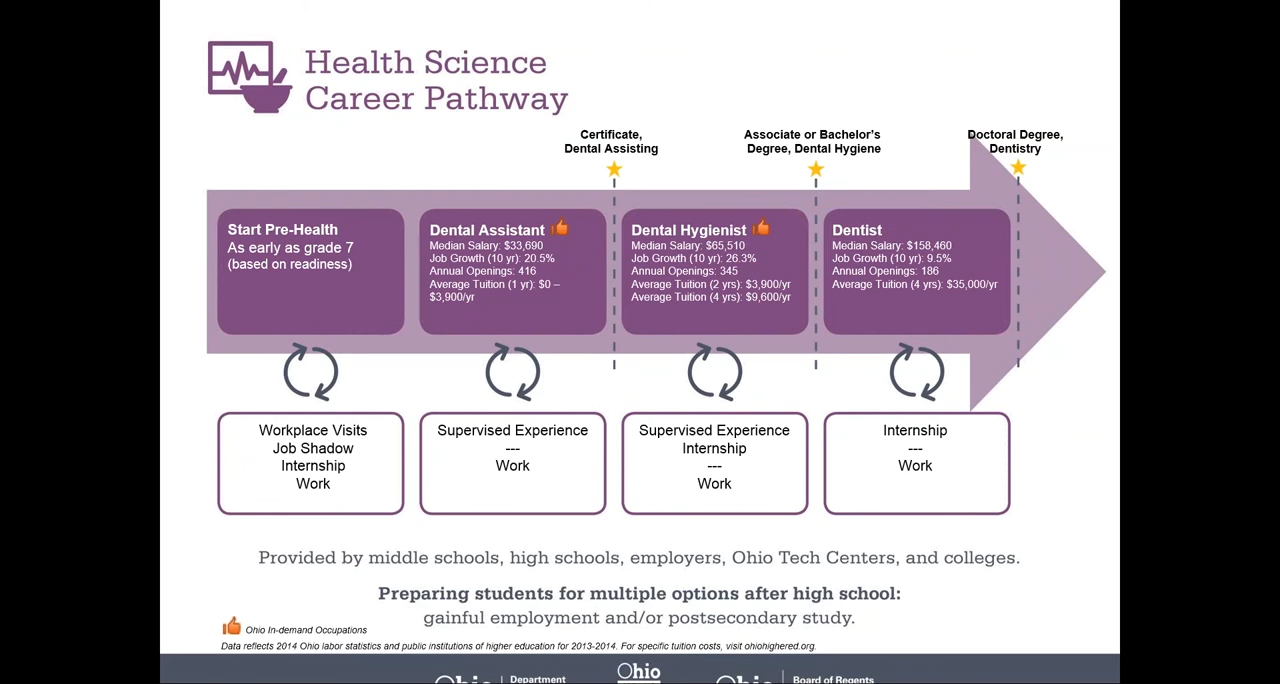 Health Science
Career Pathway
Certificate,
Dental Assisting
Associate or Bachelor's
Degree, Dental Hygiene
Doctoral Degree,
Dentistry
Start Pre-Health
As early as grade 7
(based on readiness)
Dental Assistant
Median Salary: $33,690
Job Growth (10 yr): 20.5%
Annual Openings: 416
Average Tuition (1 yr): $0 –
$3,900/yr
Dental Hygienist
Median Salary: $65,510
Job Growth (10 yr): 26.3%
Annual Openings: 345
Average Tuition (2 yrs): $3,900/yr
Average Tuition (4 yrs): $9,600/yr
Dentist
Median Salary: $158,460
Job Growth (10 yr): 9.5%
Annual Openings: 186
Average Tuition (4 yrs): $35,000/yr
Workplace Visits
Job Shadow
Internship
Work
Supervised Experience
---
Work
Supervised Experience
Internship
---
Work
Internship
---
Work
Provided by middle schools, high schools, employers, Ohio Tech Centers, and colleges.
Preparing students for multiple options after high school:
gainful employment and/or postsecondary study.
Ohio In-demand Occupations
Data reflects 2014 Ohio labor statistics and public institutions of higher education for 2013-2014. For specific tuition costs, visit ohiohighered.org.
Ohio Department
Ohio
Ohio Board of Regents